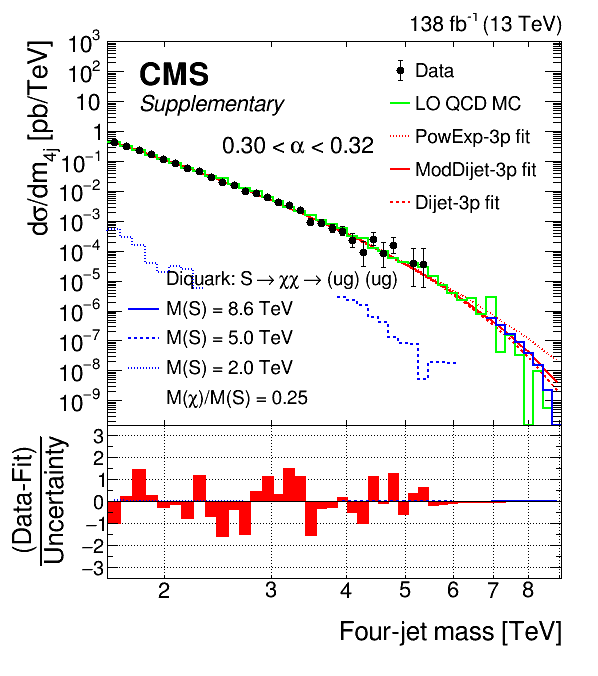 138 fb⁻¹ (13 TeV)
CMS
Supplementary
0.30 < α < 0.32
Data
LO QCD MC
PowExp-3p fit
ModDijet-3p fit
Dijet-3p fit
dσ/dm₄ⱼ [pb/TeV]
10³
10²
10
1
10⁻¹
10⁻²
10⁻³
10⁻⁴
10⁻⁵
10⁻⁶
10⁻⁷
10⁻⁸
10⁻⁹
Diquark: S → χχ → (ug) (ug)
M(S) = 8.6 TeV
M(S) = 5.0 TeV
M(S) = 2.0 TeV
M(χ)/M(S) = 0.25
(Data-Fit)
Uncertainty
3
2
1
0
−1
−2
−3
2 3 4 5 6 7 8
Four-jet mass [TeV]